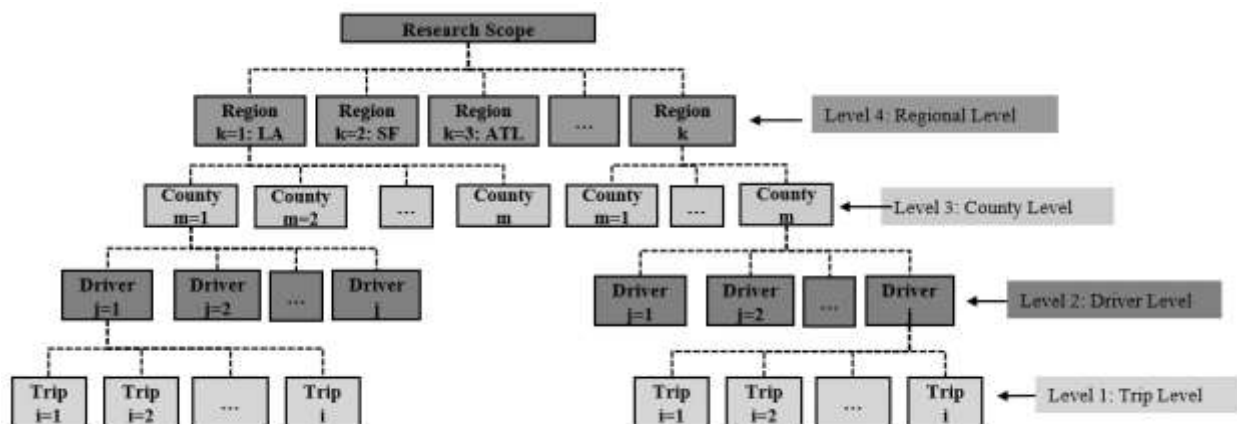 Research Scope
Region
k=1: LA
Region
k=2: SF
Region
k=3: ATL
...
Region
k
Level 4: Regional Level
County
m=1
County
m=2
...
County
m
County
m=1
...
County
m
Level 3: County Level
Driver
j=1
Driver
j=2
...
Driver
j
Driver
j=1
Driver
j=2
...
Driver
j
Level 2: Driver Level
Trip
i=1
Trip
i=2
...
Trip
i
Trip
i=1
Trip
i=2
...
Trip
i
Level 1: Trip Level